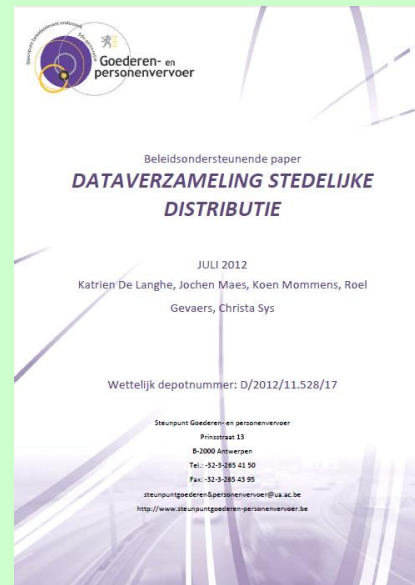 Steunpunt beleidsrelevant onderzoek
Goederen- en
personenvervoer
Beleidsondersteunende paper
DATAVERZAMELING STEDELIJKE
DISTRIBUTIE
JULI 2012
Katrien De Langhe, Jochen Maes, Koen Mommens, Roel
Gevaers, Christa Sys
Wettelijk depotnummer: D/2012/11.528/17
Steunpunt Goederen- en personenvervoer
Prinsstraat 13
B-2000 Antwerpen
Tel.: -32-3-265 41 50
Fax: -32-3-265 43 95
steunpuntgoederen&personenvervoer@ua.ac.be
http://www.steunpuntgoederen-personenvervoer.be